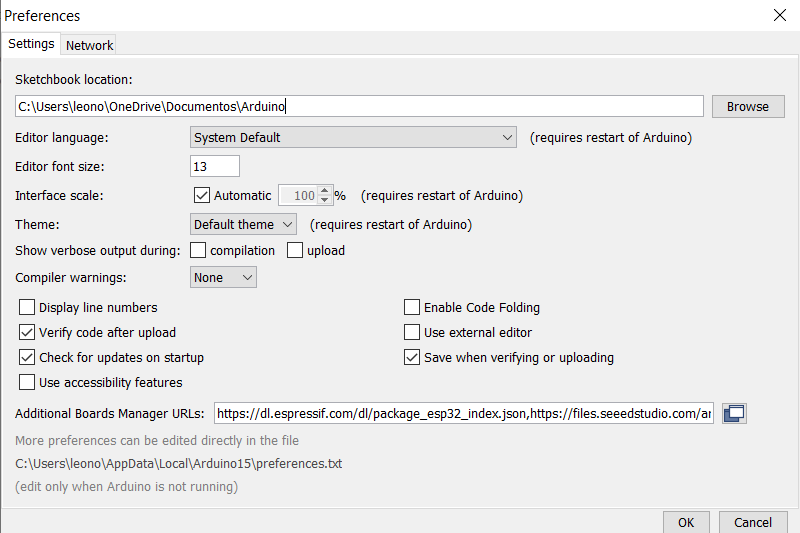 Preferences
Settings Network
Sketchbook location:
C:\Users\leono\OneDrive\Documentos\Arduino Browse
Editor language: System Default (requires restart of Arduino)
Editor font size: 13
Interface scale: Automatic 100 % (requires restart of Arduino)
Theme: Default theme (requires restart of Arduino)
Show verbose output during: compilation upload
Compiler warnings: None
Display line numbers Enable Code Folding
Verify code after upload Use external editor
Check for updates on startup Save when verifying or uploading
Use accessibility features
Additional Boards Manager URLs: https://dl.espressif.com/dl/package_esp32_index.json,https://files.seeedstudio.com/ar
More preferences can be edited directly in the file
C:\Users\leono\AppData\Local\Arduino15\preferences.txt
(edit only when Arduino is not running)
OK Cancel